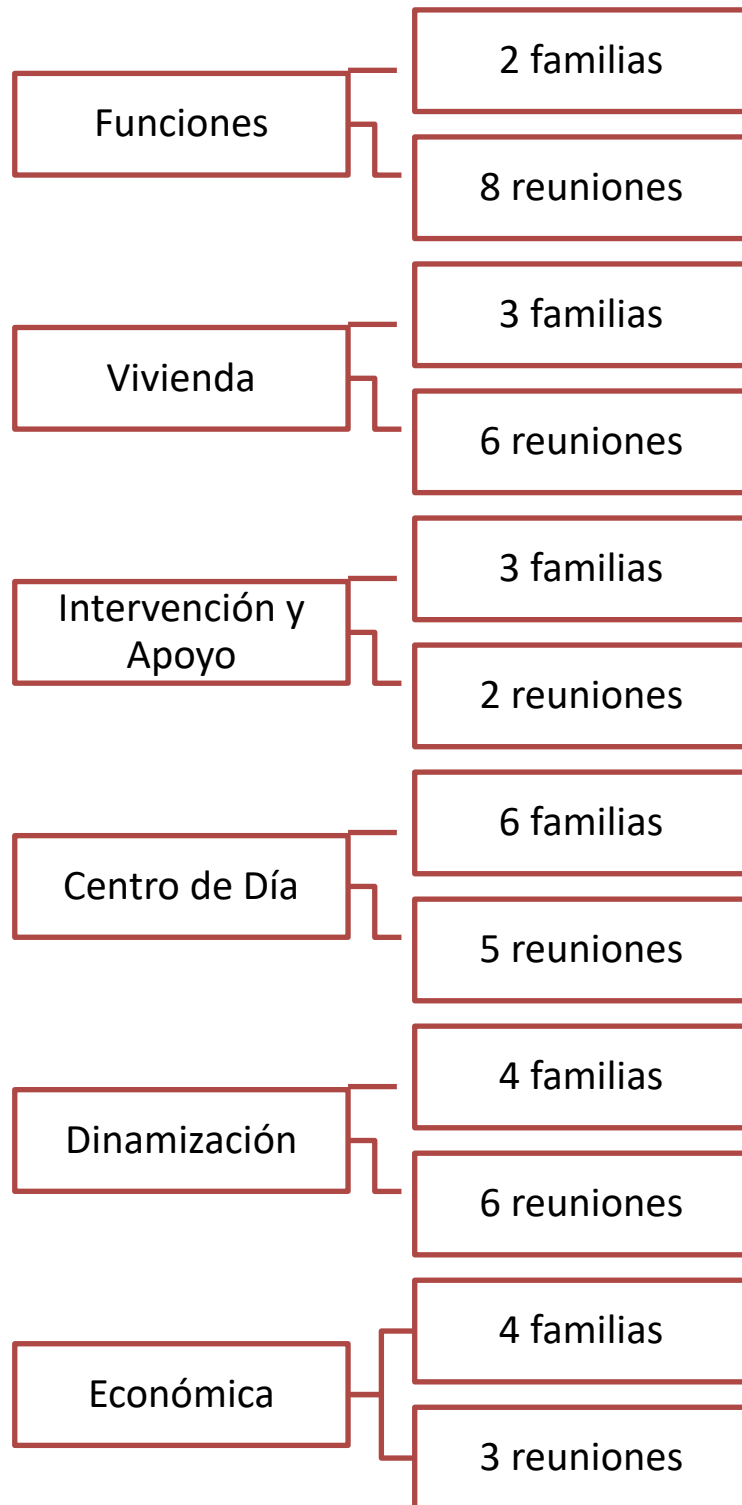 Funciones
2 familias
8 reuniones
Vivienda
3 familias
6 reuniones
Intervención y
Apoyo
3 familias
2 reuniones
Centro de Día
6 familias
5 reuniones
Dinamización
4 familias
6 reuniones
Económica
4 familias
3 reuniones